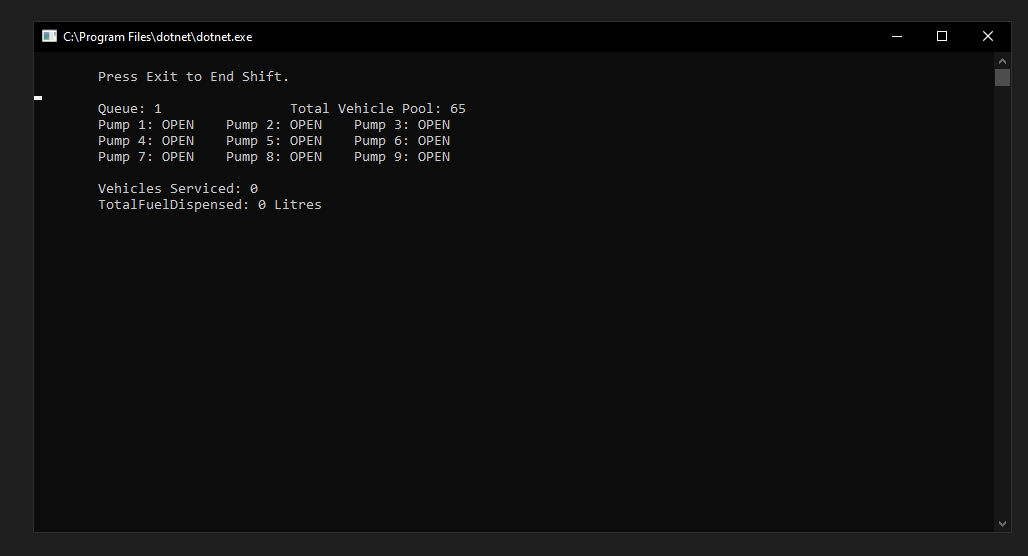 C:\Program Files\dotnet\dotnet.exe
Press Exit to End Shift.
Queue: 1                Total Vehicle Pool: 65
Pump 1: OPEN    Pump 2: OPEN    Pump 3: OPEN
Pump 4: OPEN    Pump 5: OPEN    Pump 6: OPEN
Pump 7: OPEN    Pump 8: OPEN    Pump 9: OPEN
Vehicles Serviced: 0
TotalFuelDispensed: 0 Litres